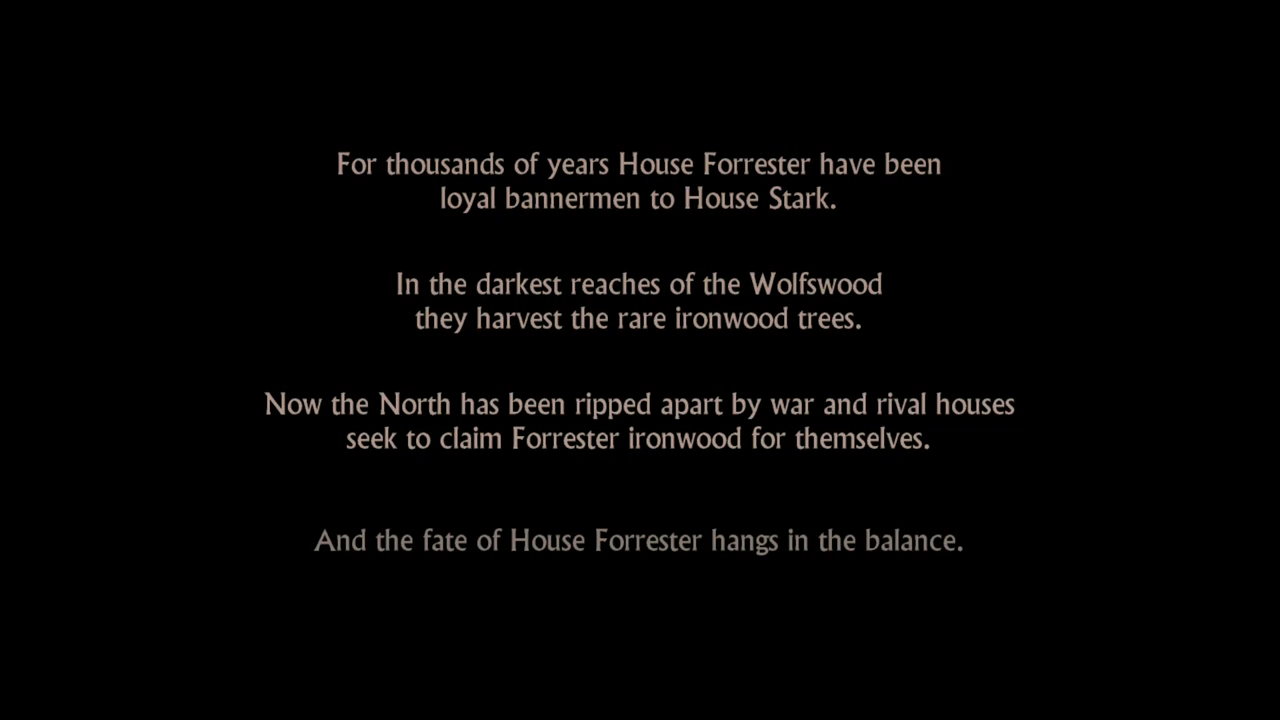 For thousands of years House Forrester have been
loyal bannermen to House Stark.
In the darkest reaches of the Wolfswood
they harvest the rare ironwood trees.
Now the North has been ripped apart by war and rival houses
seek to claim Forrester ironwood for themselves.
And the fate of House Forrester hangs in the balance.